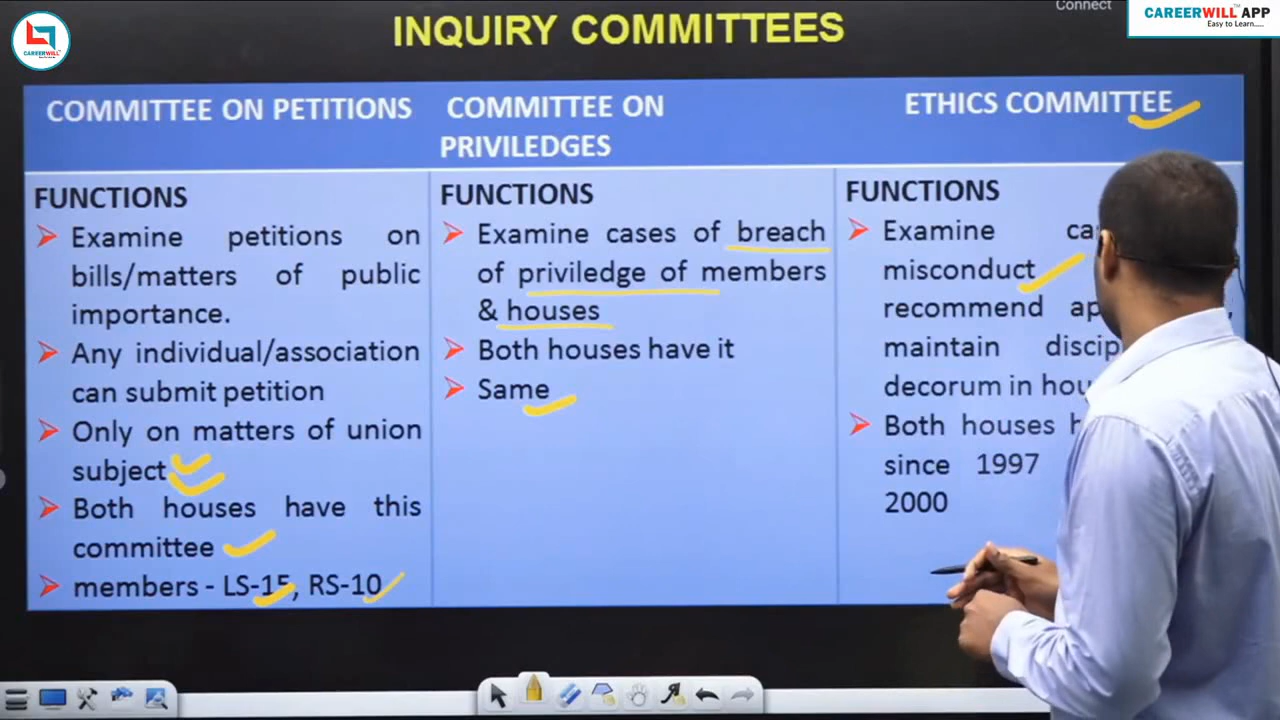 Connect
CAREERWILL APP
Easy to Learn.....
CAREERWILL
INQUIRY COMMITTEES
COMMITTEE ON PETITIONS
FUNCTIONS
Examine petitions on
bills/matters of public
importance.
Any individual/association
can submit petition
Only on matters of union
subject
Both houses have this
committee
members - LS-15, RS-10
COMMITTEE ON
PRIVILEDGES
FUNCTIONS
Examine cases of breach
of priviledge of members
& houses
Both houses have it
Same
ETHICS COMMITTEE
FUNCTIONS
Examine
misconduct
recommend
maintain
decorum in
Both houses
since 1997
2000